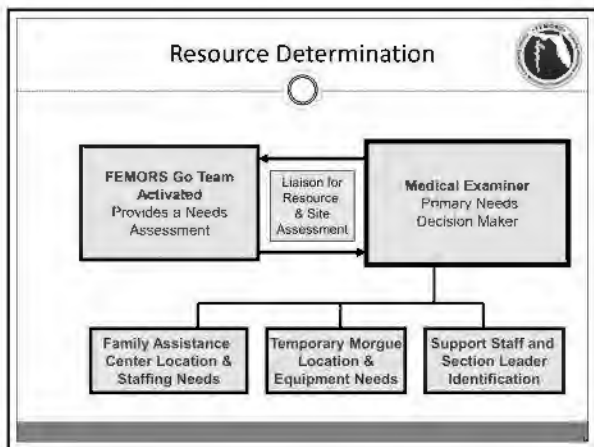 Resource Determination
FEMORS
FEMORS Go Team
Activated
Provides a Needs
Assessment
Liaison for
Resource
& Site
Assessment
Medical Examiner
Primary Needs
Decision Maker
Family Assistance
Center Location &
Staffing Needs
Temporary Morgue
Location &
Equipment Needs
Support Staff and
Section Leader
Identification